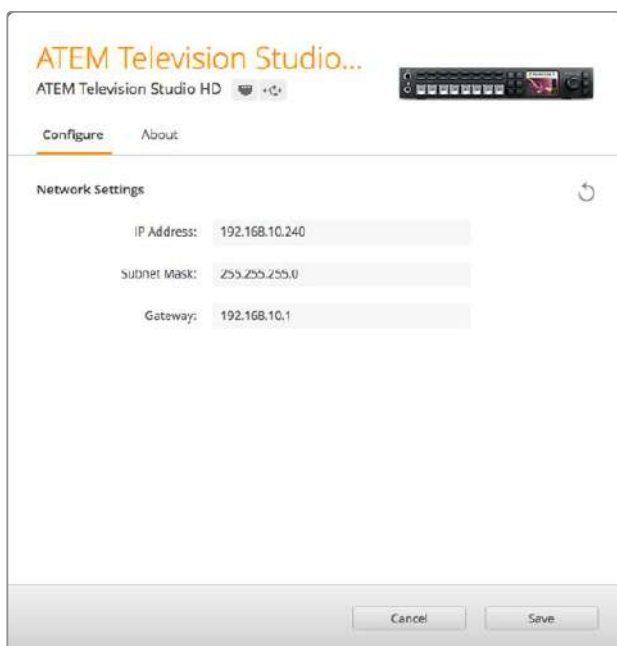 ATEM Television Studio...
ATEM Television Studio HD
Configure About
Network Settings
IP Address: 192.168.10.240
Subnet Mask: 255.255.255.0
Gateway: 192.168.10.1
Cancel Save